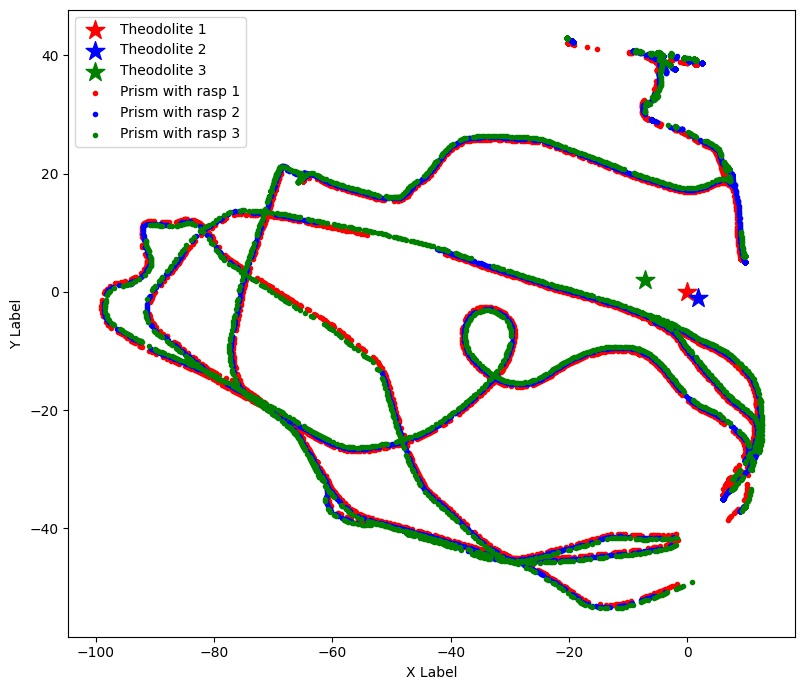 Theodolite 1
Theodolite 2
Theodolite 3
Prism with rasp 1
Prism with rasp 2
Prism with rasp 3
40
20
0
−20
−40
Y Label
−100
−80
−60
−40
−20
0
X Label